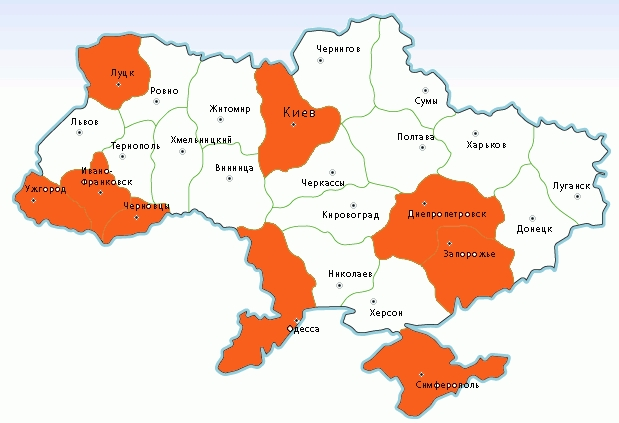 Чернигов
Луцк
Ровно
Сумы
Житомир
Киев
Львов
Хмельницкий
Полтава
Харьков
Тернополь
Винница
Ивано-
Франковск
Черкассы
Ужгород
Луганск
Черновцы
Кировоград
Днепропетровск
Донецк
Запорожье
Николаев
Херсон
Одесса
Симферополь